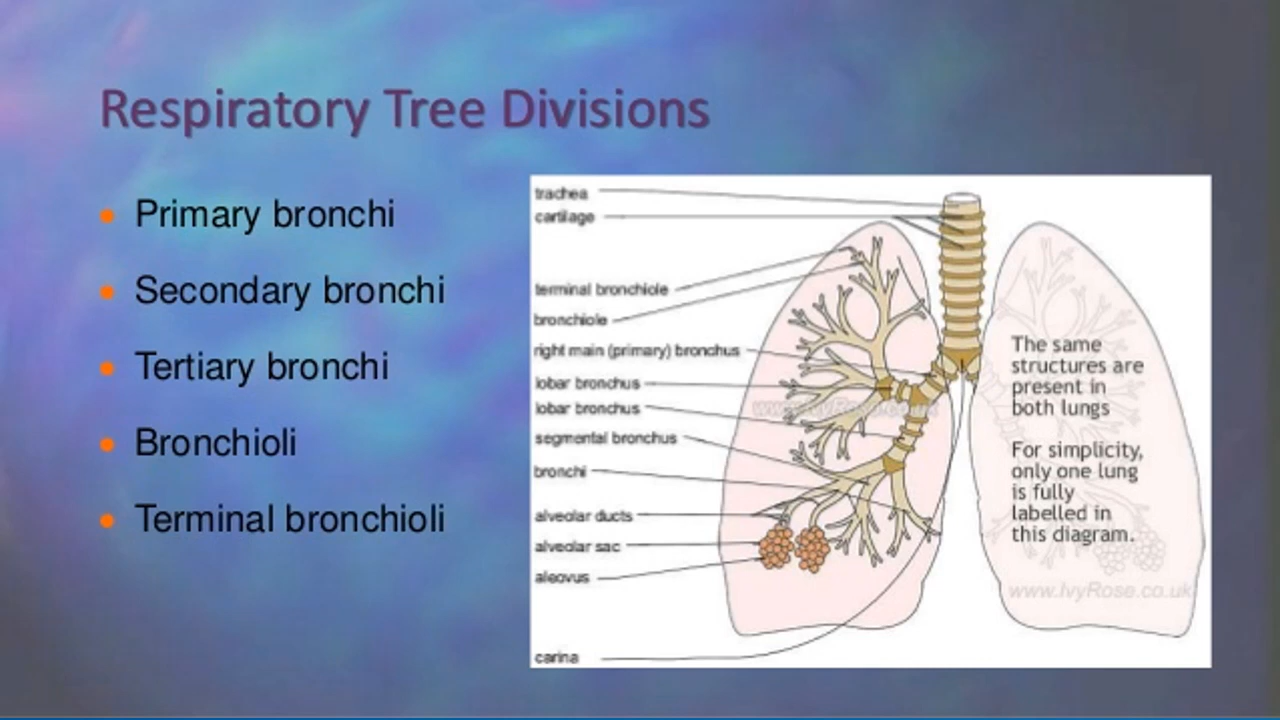 Respiratory Tree Divisions
Primary bronchi
Secondary bronchi
Tertiary bronchi
Bronchioli
Terminal bronchioli
trachea
cartilage
terminal bronchiole
bronchiole
right main (primary) bronchus
lobar bronchus
lobar bronchus
segmental bronchus
bronchi
alveolar ducts
alveolar sac
aleovus
carina
www.IvyRose.co.uk
The same
structures are
present in
both lungs
For simplicity,
only one lung
is fully
labelled in
this diagram.
www.IvyRose.co.uk